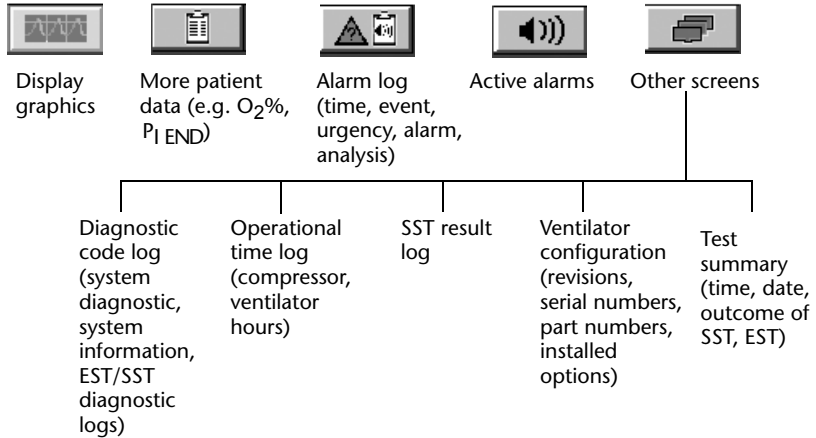 Display
graphics
More patient
data (e.g. O2%,
PI END)
Alarm log
(time, event,
urgency, alarm,
analysis)
Active alarms
Other screens
Diagnostic
code log
(system
diagnostic,
system
information,
EST/SST
diagnostic
logs)
Operational
time log
(compressor,
ventilator
hours)
SST result
log
Ventilator
configuration
(revisions,
serial numbers,
part numbers,
installed
options)
Test
summary
(time, date,
outcome of
SST, EST)